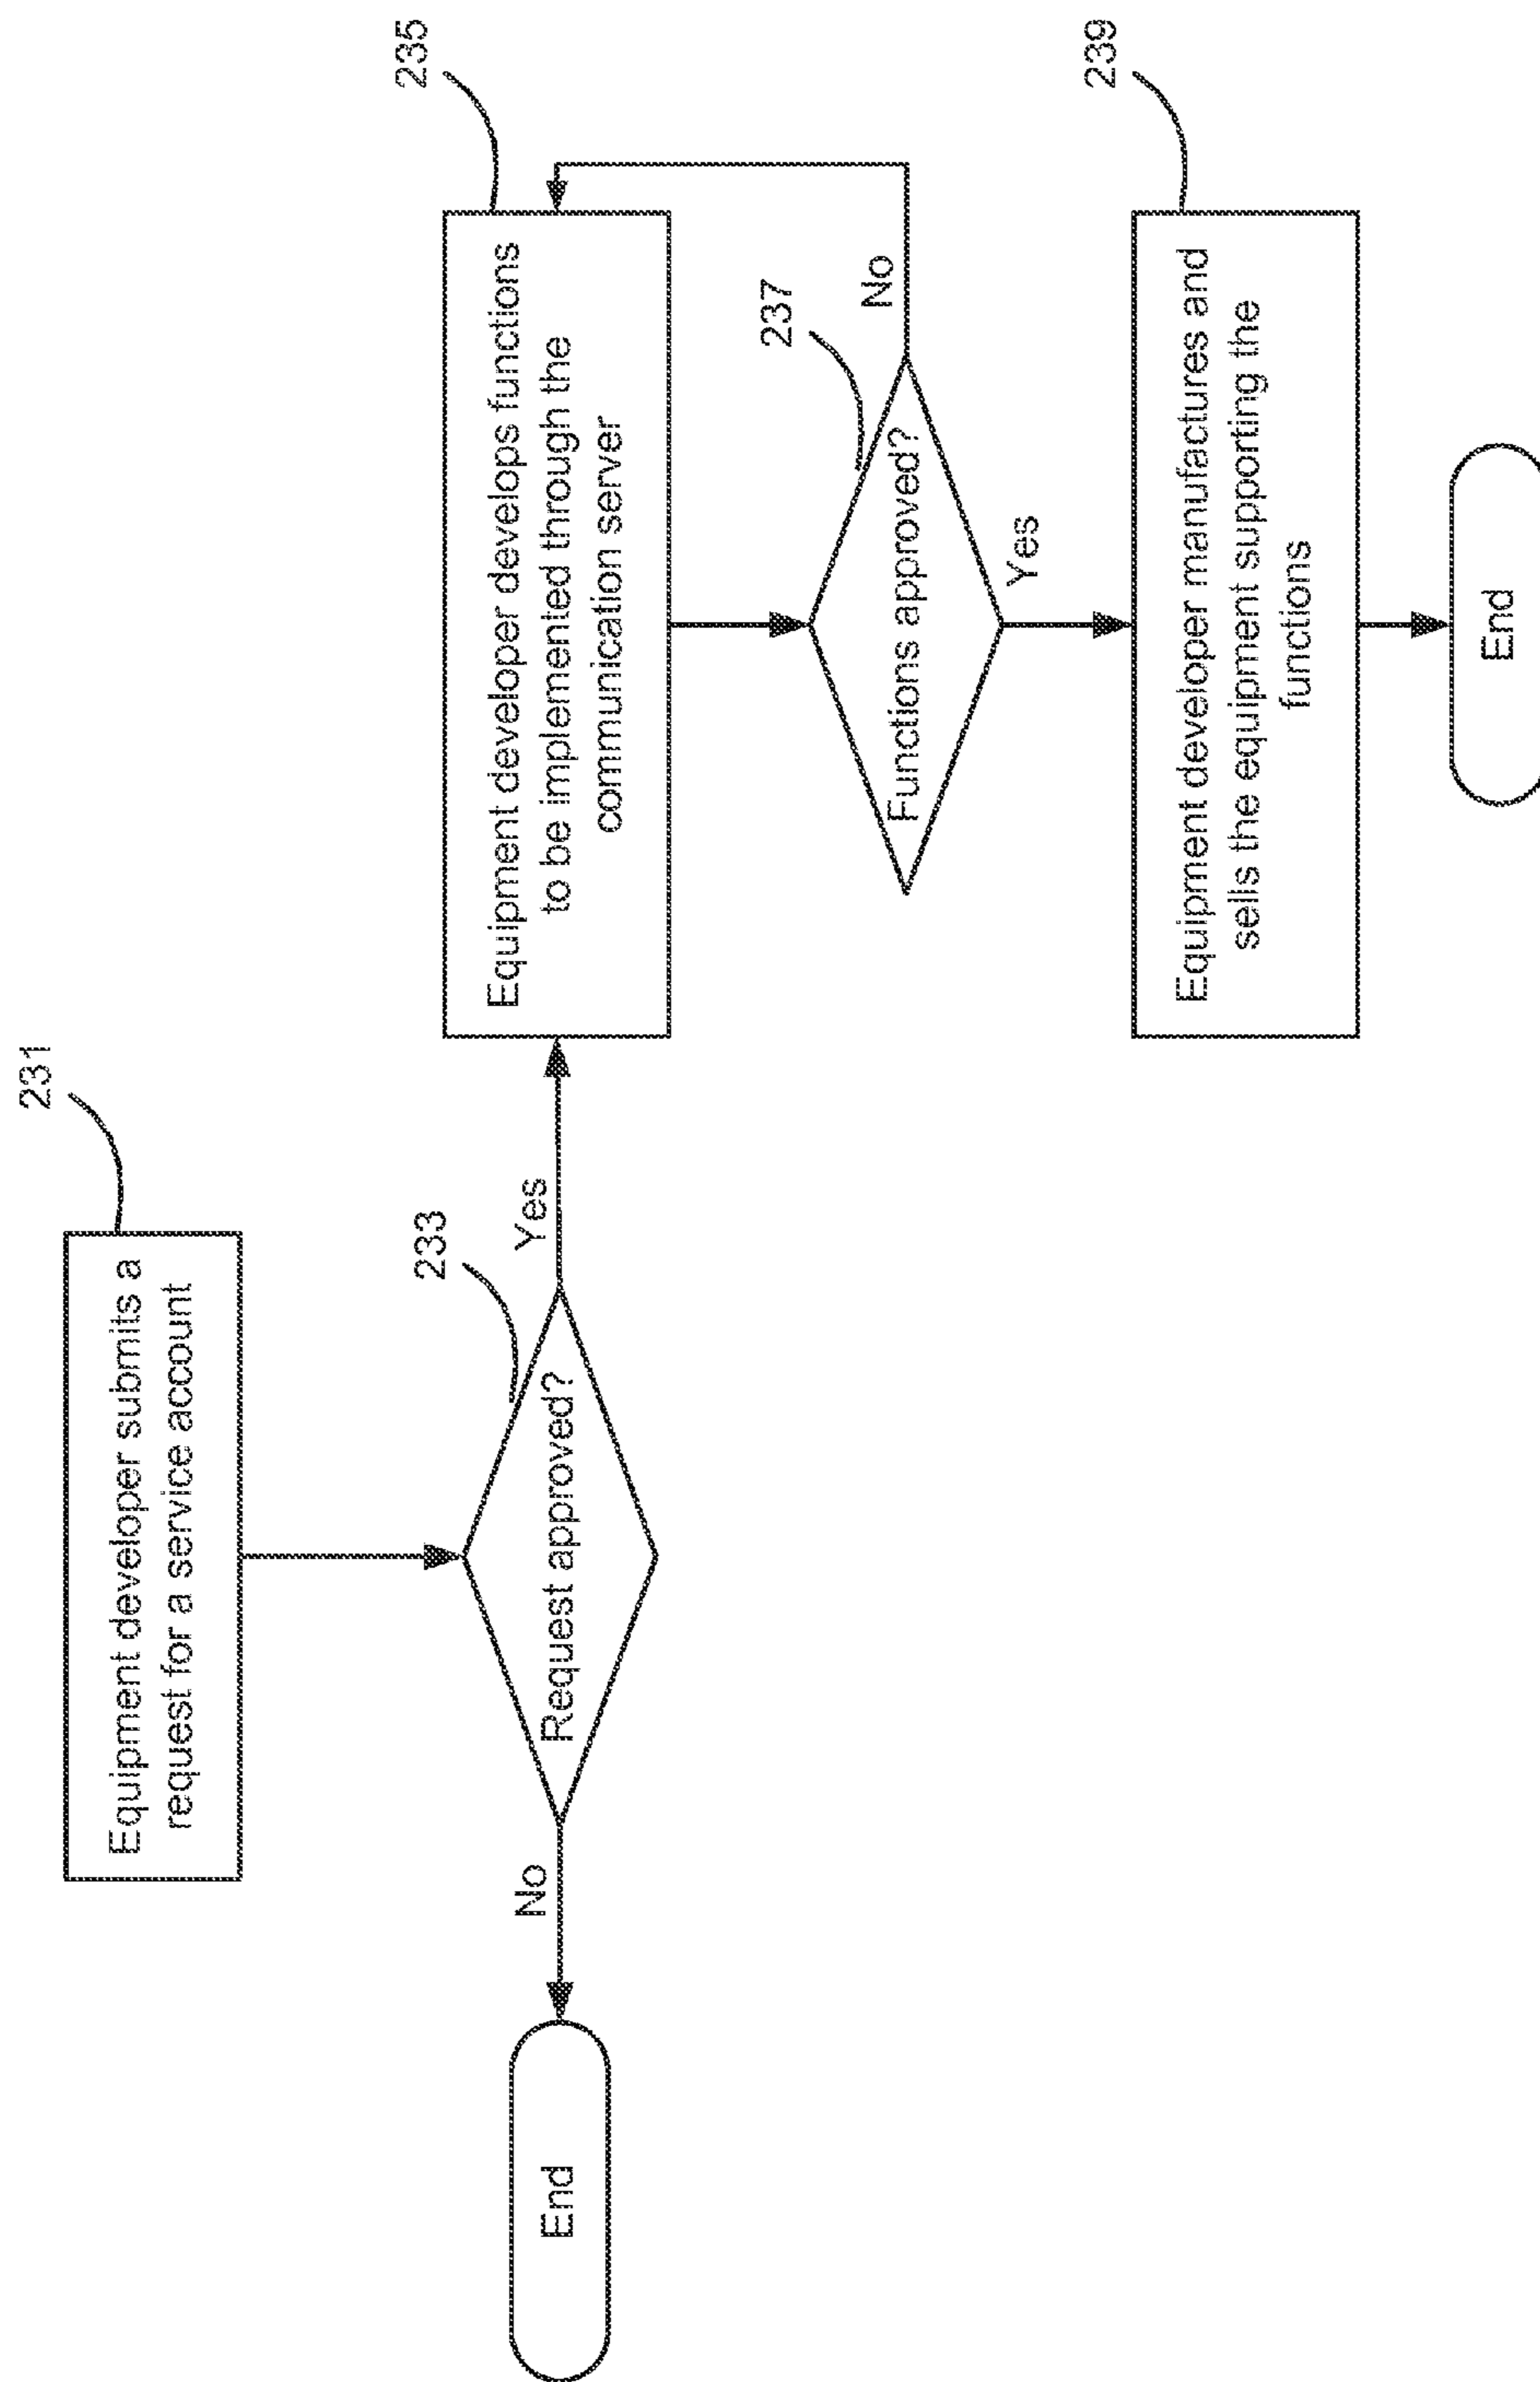 231
Equipment developer submits a
request for a service account
233
Request approved?
No
Yes
End
235
Equipment developer develops functions
to be implemented through the
communication server
237
Functions approved?
No
Yes
239
Equipment developer manufactures and
sells the equipment supporting the
functions
End